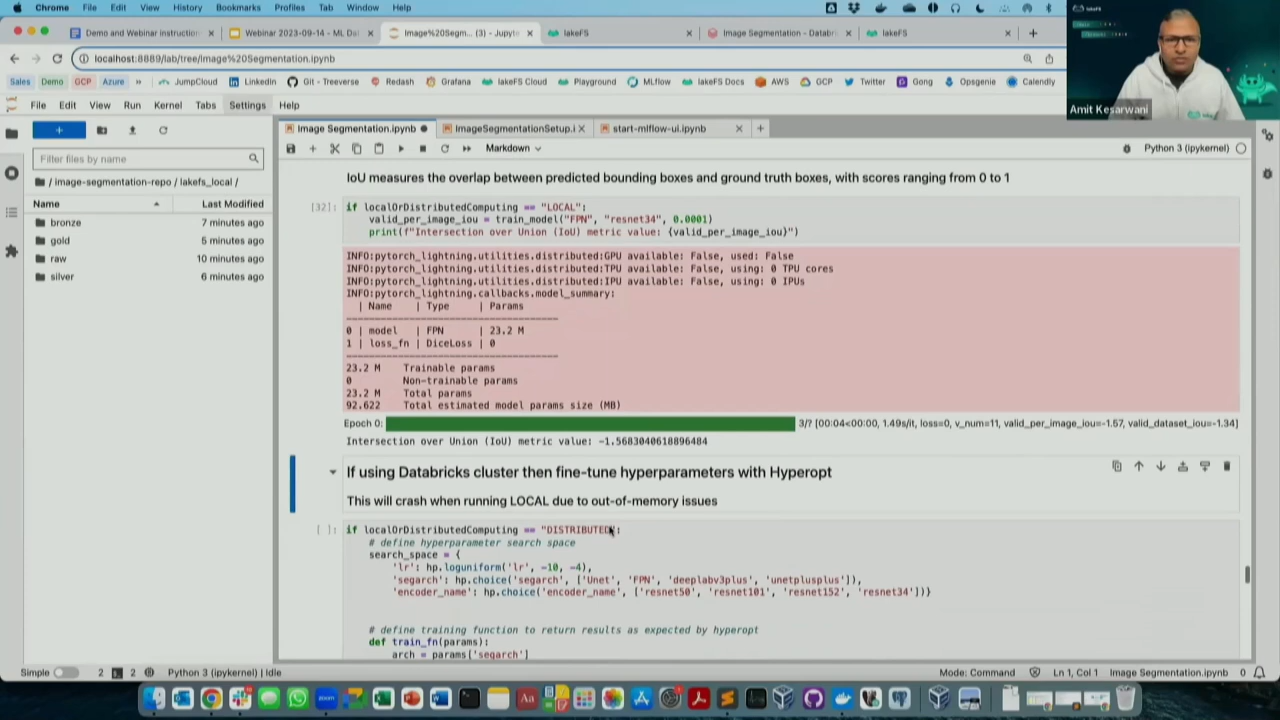 Chrome File Edit View History Bookmarks Profiles Tab Window Help
lakeFS
Demo and Webinar instruction Webinar 2023-09-14 - ML Dat Image%20Segm... (3) - Jupyte lakeFS Image Segmentation - Databri lakeFS
localhost:8889/lab/tree/Image%20Segmentation.ipynb
Sales Demo GCP Azure » JumpCloud LinkedIn Git - Treeverse Redash Grafana lakeFS Cloud Playground MLflow lakeFS Docs AWS GCP Twitter Gong Opsgenie Calendly
Amit Kesarwani
File Edit View Run Kernel Tabs Settings Help
Image Segmentation.ipynb ImageSegmentationSetup.i start-mlflow-ui.ipynb
Markdown Python 3 (ipykernel)
Filter files by name
/ image-segmentation-repo / lakefs_local /
Name Last Modified
bronze 7 minutes ago
gold 5 minutes ago
raw 10 minutes ago
silver 6 minutes ago
IoU measures the overlap between predicted bounding boxes and ground truth boxes, with scores ranging from 0 to 1
[32]: if localOrDistributedComputing == "LOCAL":
valid_per_image_iou = train_model("FPN", "resnet34", 0.0001)
print(f"Intersection over Union (IoU) metric value: {valid_per_image_iou}")
INFO:pytorch_lightning.utilities.distributed:GPU available: False, used: False
INFO:pytorch_lightning.utilities.distributed:TPU available: False, using: 0 TPU cores
INFO:pytorch_lightning.utilities.distributed:IPU available: False, using: 0 IPUs
INFO:pytorch_lightning.callbacks.model_summary:
| Name | Type | Params
0 | model | FPN | 23.2 M
1 | loss_fn | DiceLoss | 0
23.2 M Trainable params
0 Non-trainable params
23.2 M Total params
92.622 Total estimated model params size (MB)
Epoch 0: 3/? [00:04<00:00, 1.49s/it, loss=0, v_num=11, valid_per_image_iou=-1.57, valid_dataset_iou=-1.34]
Intersection over Union (IoU) metric value: -1.5683040618896484
If using Databricks cluster then fine-tune hyperparameters with Hyperopt
This will crash when running LOCAL due to out-of-memory issues
[ ]: if localOrDistributedComputing == "DISTRIBUTED":
# define hyperparameter search space
search_space = {
'lr': hp.loguniform('lr', -10, -4),
'segarch': hp.choice('segarch', ['Unet', 'FPN', 'deeplabv3plus', 'unetplusplus']),
'encoder_name': hp.choice('encoder_name', ['resnet50', 'resnet101', 'resnet152', 'resnet34'])}
# define training function to return results as expected by hyperopt
def train_fn(params):
arch = params['segarch']
Simple 2 2 Python 3 (ipykernel) | Idle Mode: Command Ln 1, Col 1 Image Segmentation.ipynb 0